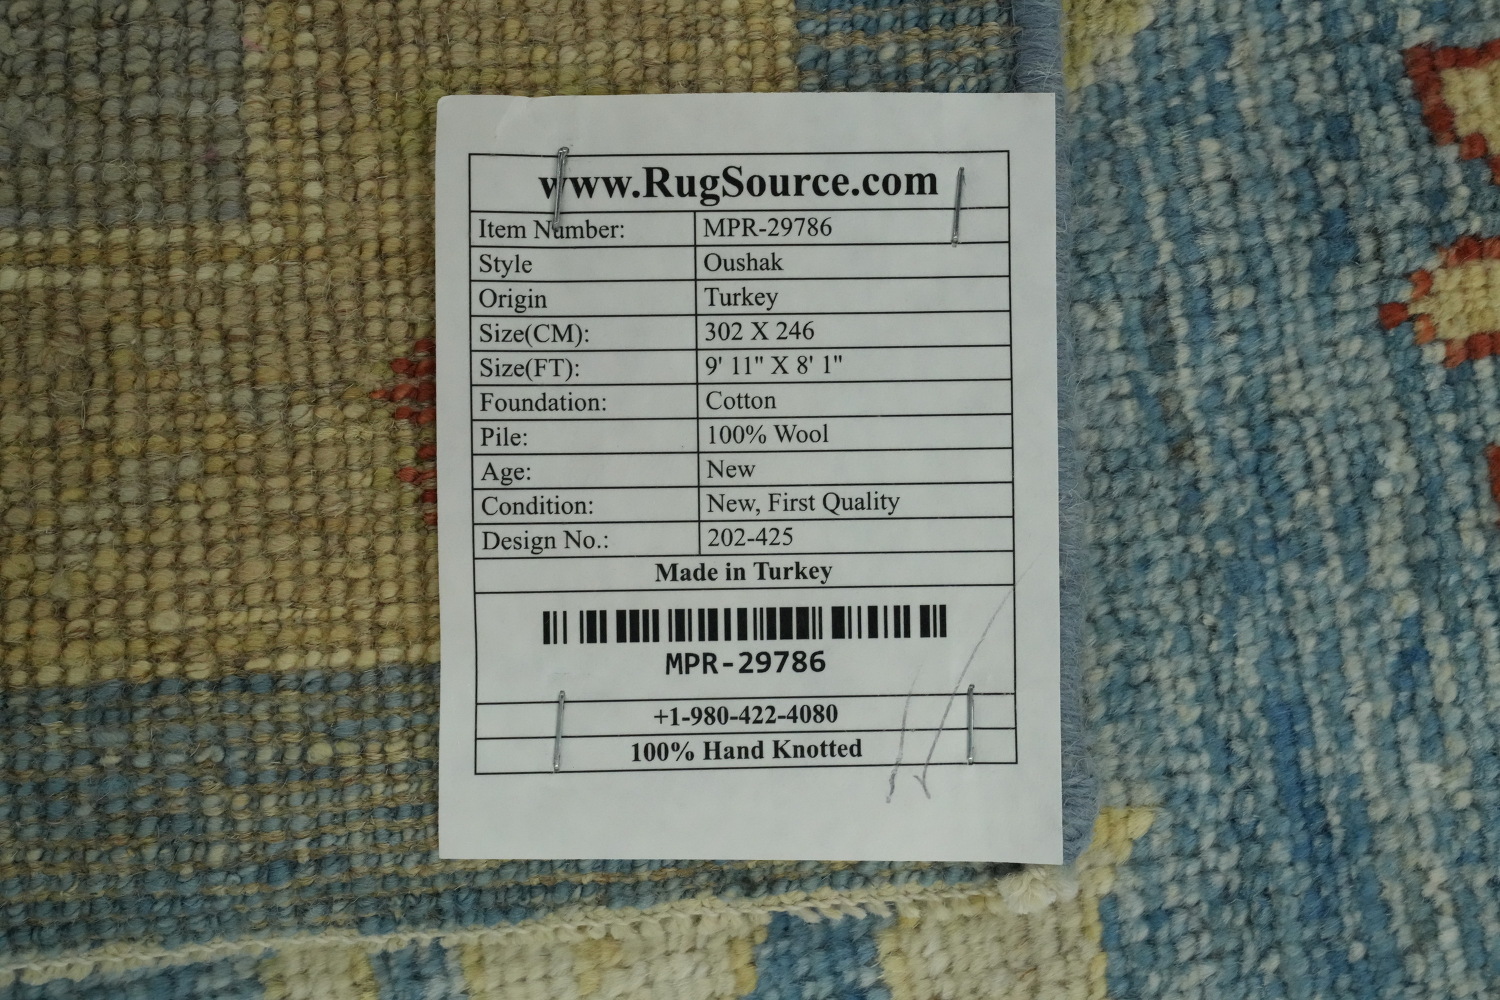 www.RugSource.com
Item Number: MPR-29786
Style Oushak
Origin Turkey
Size(CM): 302 X 246
Size(FT): 9' 11" X 8' 1"
Foundation: Cotton
Pile: 100% Wool
Age: New
Condition: New, First Quality
Design No.: 202-425
Made in Turkey
MPR-29786
+1-980-422-4080
100% Hand Knotted